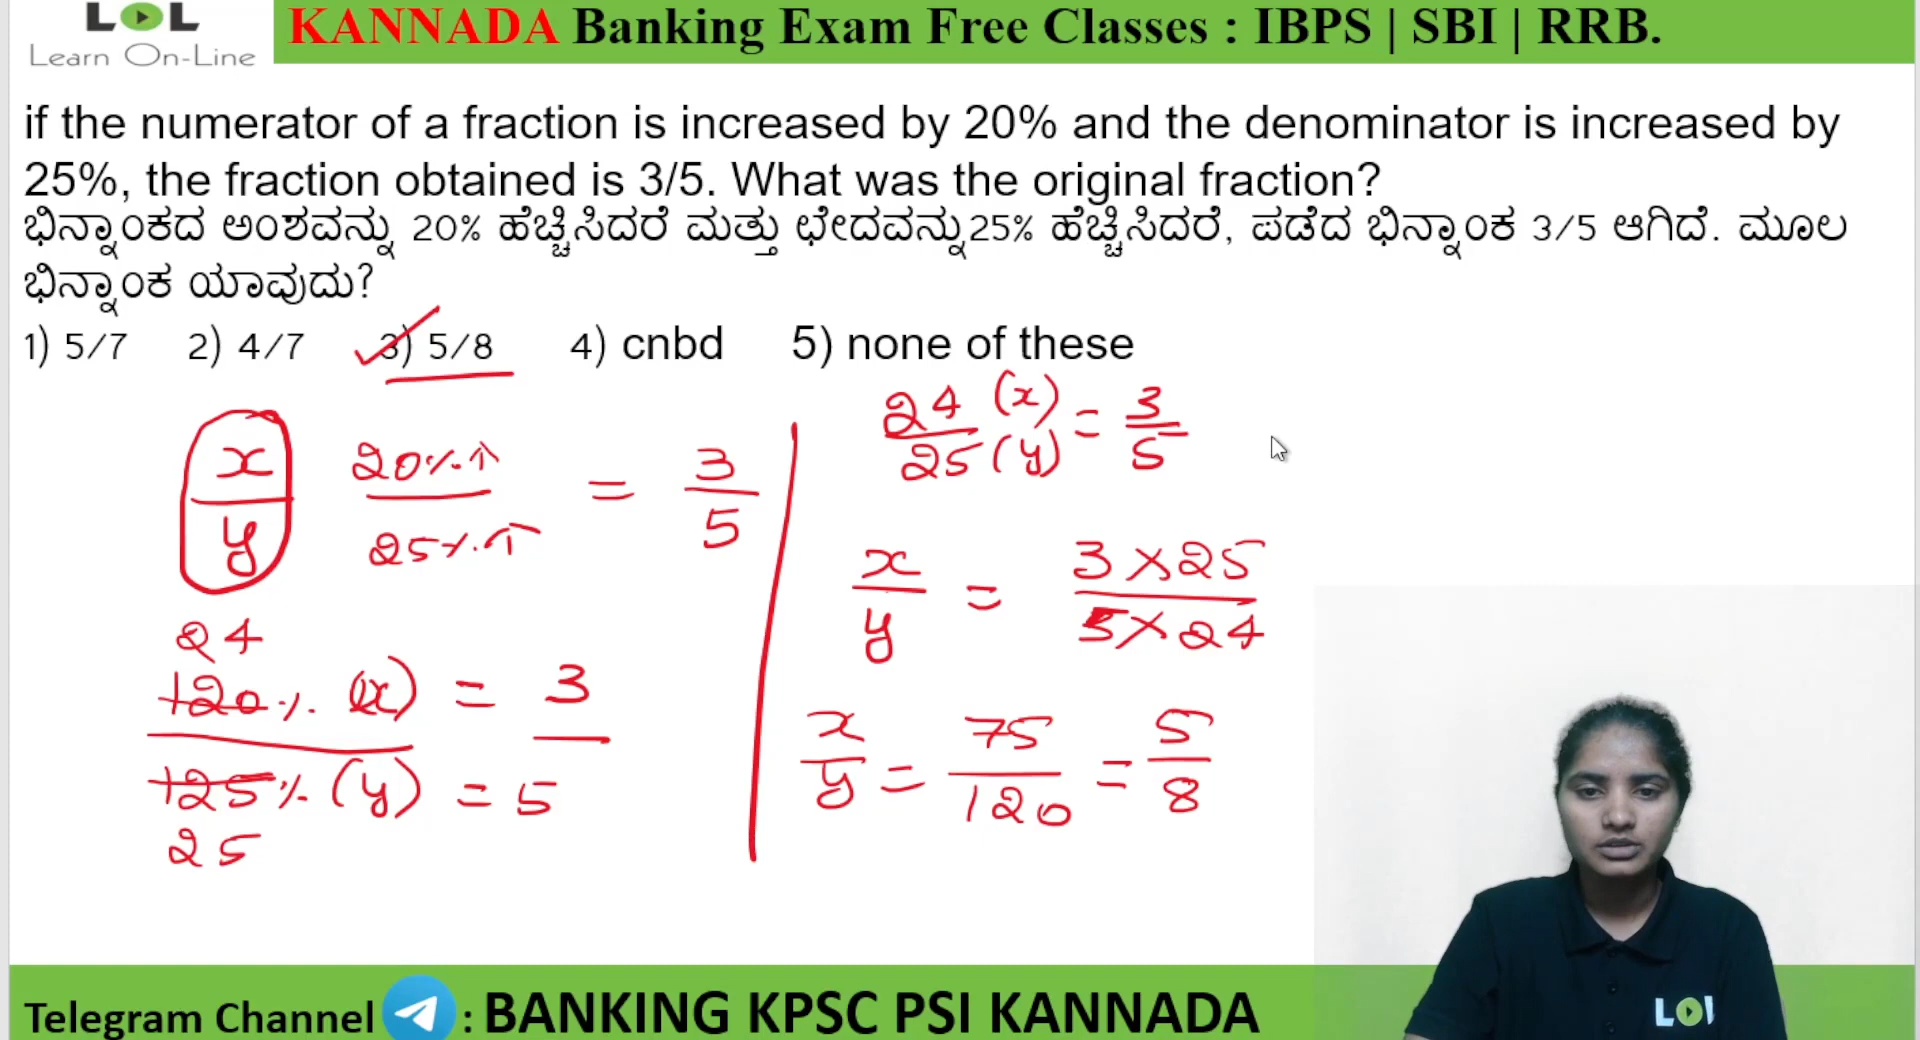 LOL
Learn On-Line
KANNADA Banking Exam Free Classes : IBPS | SBI | RRB.
if the numerator of a fraction is increased by 20% and the denominator is increased by
25%, the fraction obtained is 3/5. What was the original fraction?
ಭಿನ್ನಾಂಕದ ಅಂಶವನ್ನು 20% ಹೆಚ್ಚಿಸಿದರೆ ಮತ್ತು ಛೇದವನ್ನು25% ಹೆಚ್ಚಿಸಿದರೆ, ಪಡೆದ ಭಿನ್ನಾಂಕ 3/5 ಆಗಿದೆ. ಮೂಲ
ಭಿನ್ನಾಂಕ ಯಾವುದು?
1) 5/7 2) 4/7 3) 5/8 4) cnbd 5) none of these
x/y 20%↑/25%↑ = 3/5
24
120% (x) = 3
125% (y) = 5
25
24 (x)/25 (y) = 3/5
x/y = 3×25/5×24
x/y = 75/120 = 5/8
LOL
Telegram Channel : BANKING KPSC PSI KANNADA